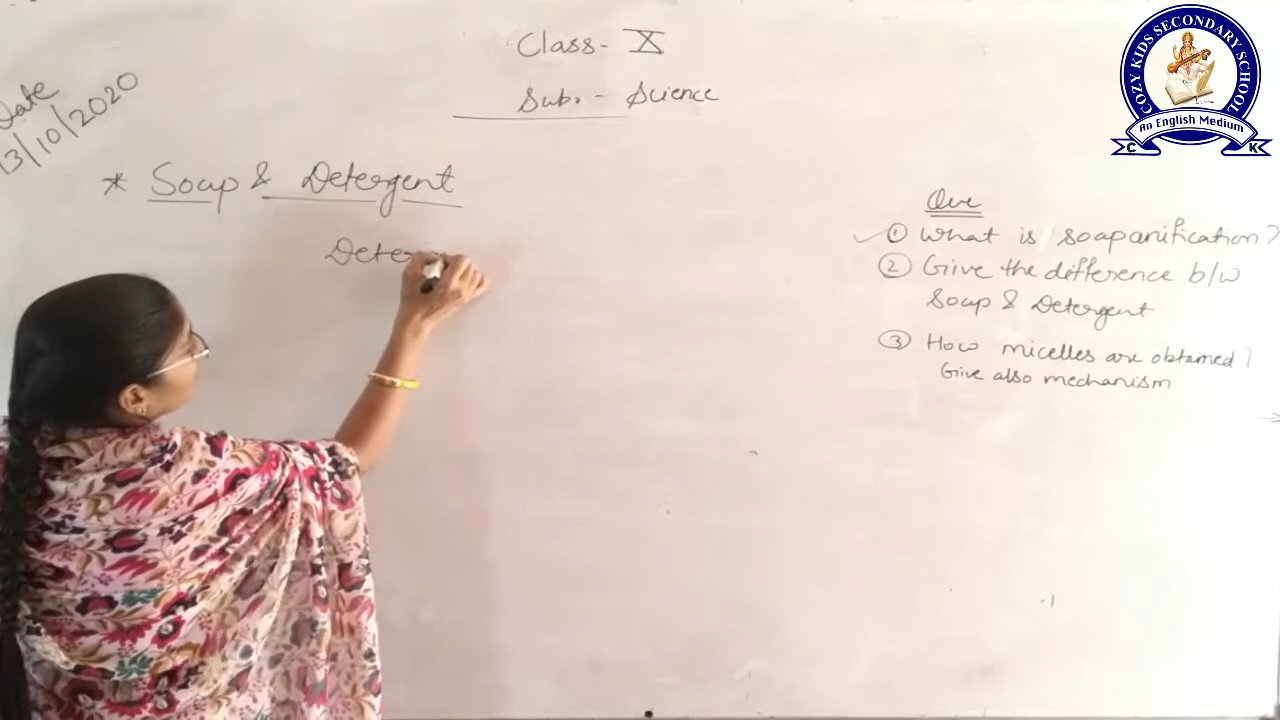 Class - X
Sub. - Science
Date
13/10/2020
* Soap & Detergent
Deter
Que
① What is soapanification?
② Give the difference b/w
Soap & Detergent
③ How micelles are obtained?
Give also mechanism
COZY KIDS SECONDARY SCHOOL
An English Medium
C K